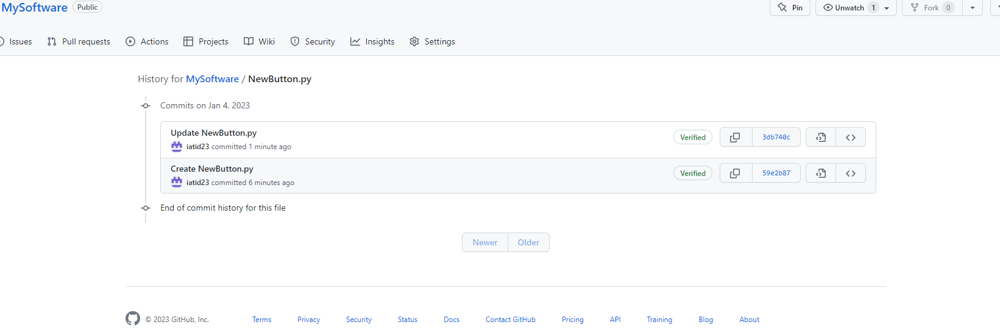 MySoftware Public Pin Unwatch 1 Fork 0
Issues Pull requests Actions Projects Wiki Security Insights Settings
History for MySoftware / NewButton.py
Commits on Jan 4, 2023
Update NewButton.py
Verified 3db740c
iatid23 committed 1 minute ago
Create NewButton.py
Verified 59e2b87
iatid23 committed 6 minutes ago
End of commit history for this file
Newer Older
© 2023 GitHub, Inc. Terms Privacy Security Status Docs Contact GitHub Pricing API Training Blog About